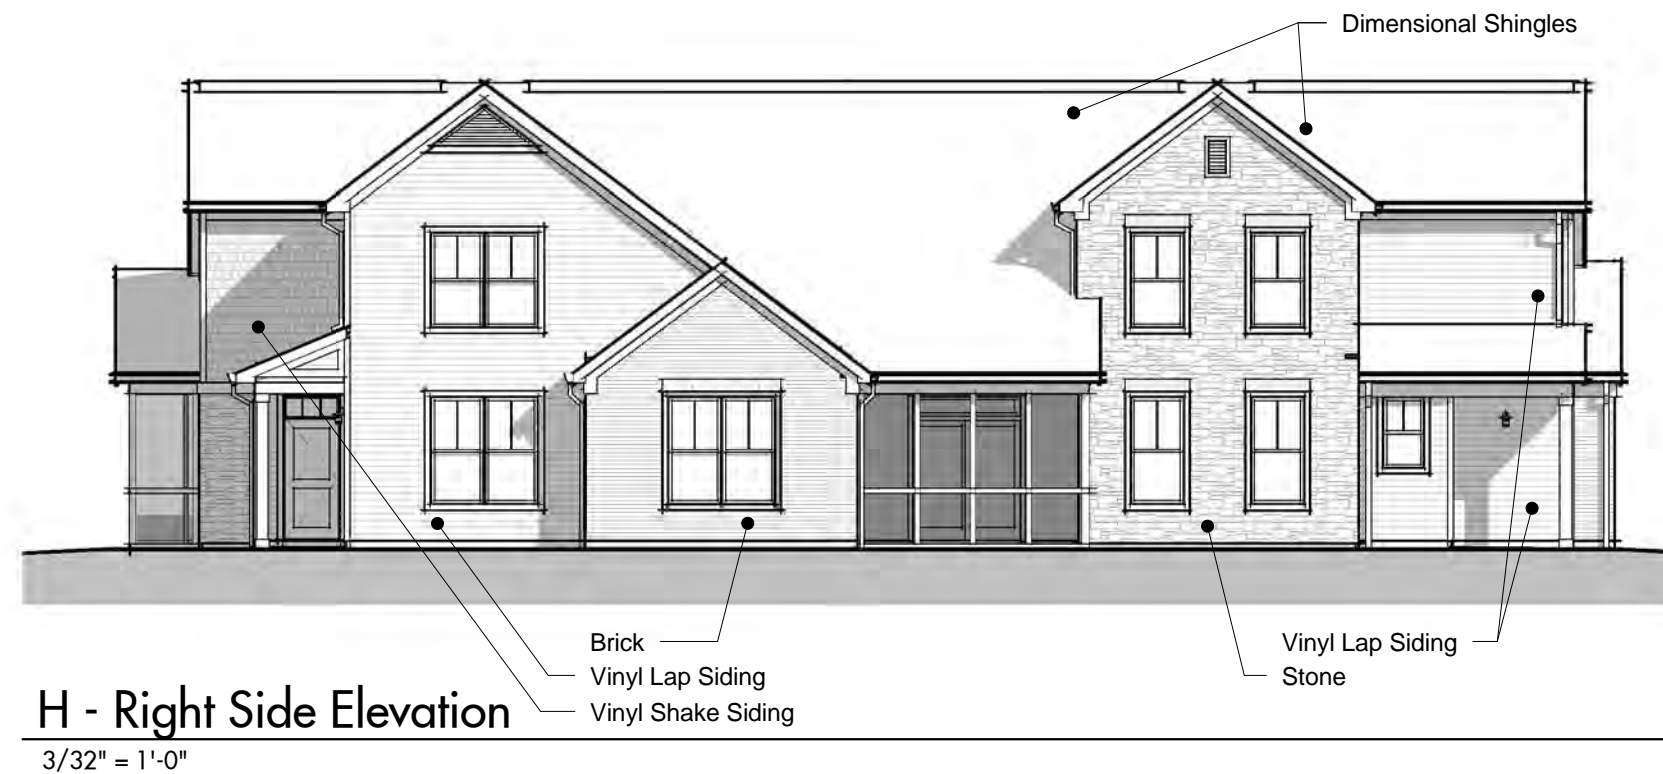 Dimensional Shingles
Brick
Vinyl Lap Siding
Vinyl Shake Siding
Vinyl Lap Siding
Stone
H - Right Side Elevation
3/32" = 1'-0"